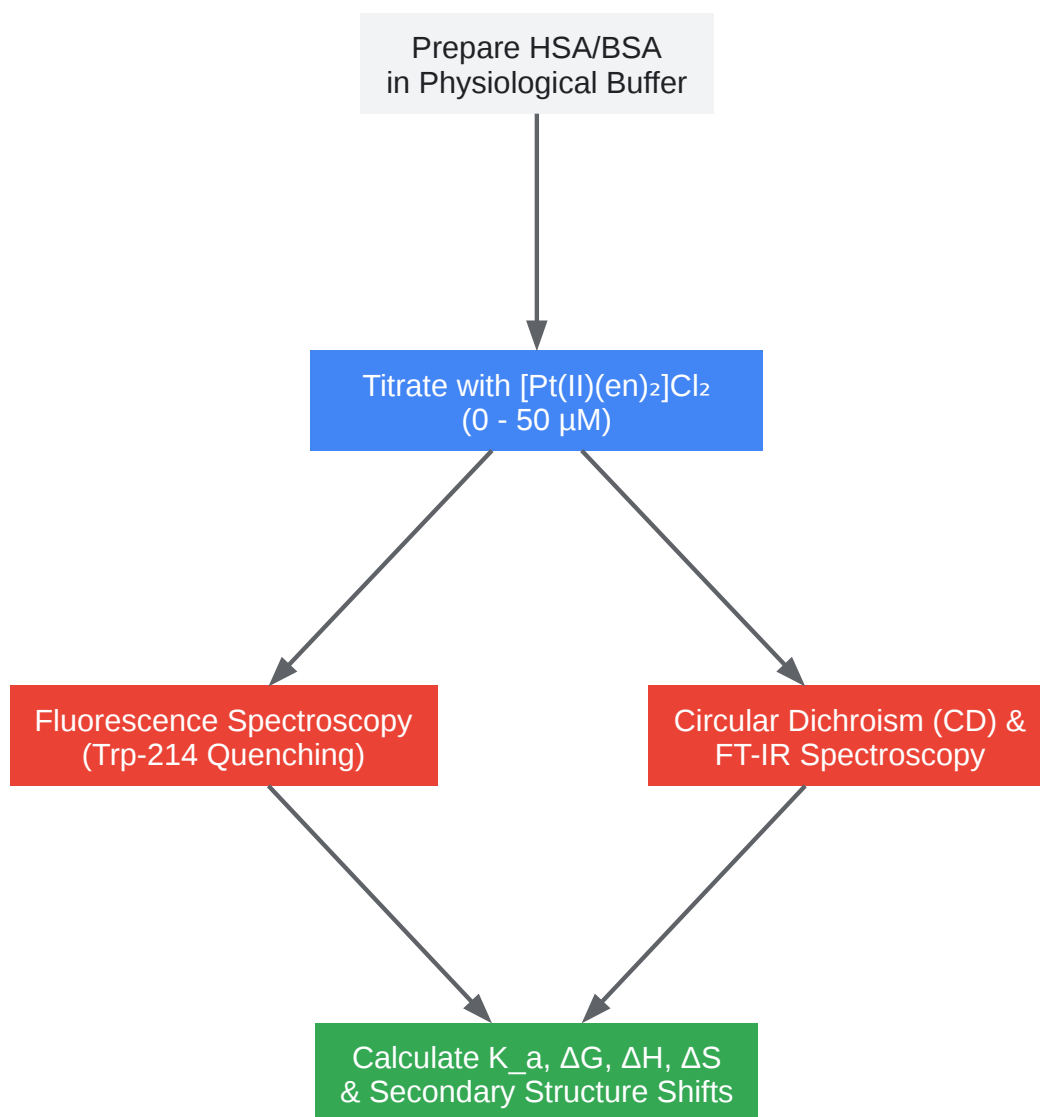 Prepare HSA/BSA
in Physiological Buffer
Titrate with [Pt(II)(en)₂]Cl₂
(0 - 50 µM)
Fluorescence Spectroscopy
(Trp-214 Quenching)
Circular Dichroism (CD) &
FT-IR Spectroscopy
Calculate K_a, ΔG, ΔH, ΔS
& Secondary Structure Shifts